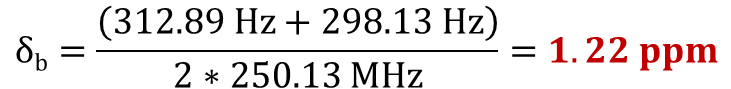 δb = (312.89 Hz + 298.13 Hz) / 2 * 250.13 MHz = 1.22 ppm